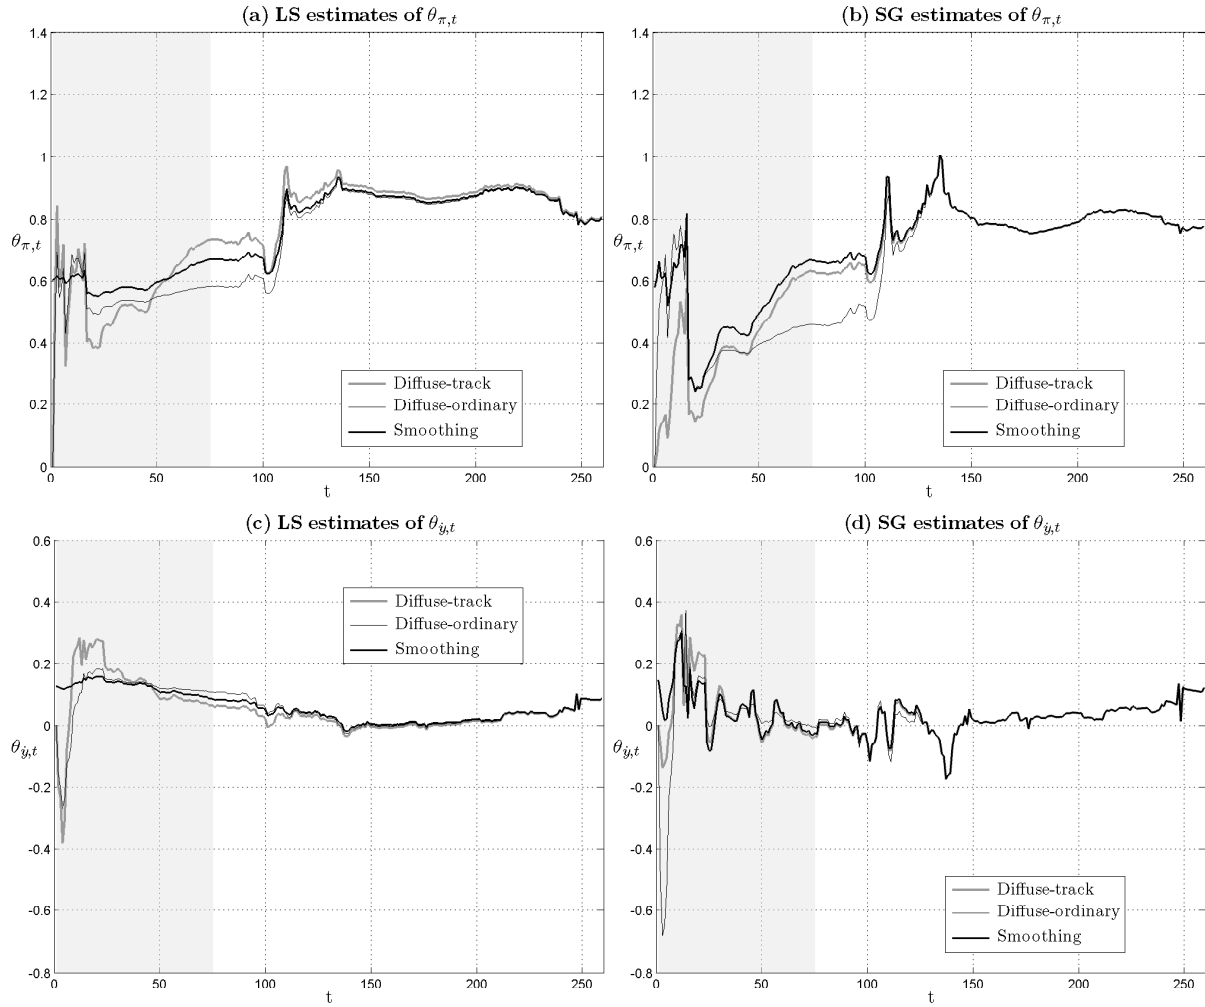 (a) LS estimates of θπ,t
1.4
1.2
1
0.8
θπ,t
0.6
0.4
0.2
0
0 50 100 150 200 250
t
Diffuse-track
Diffuse-ordinary
Smoothing
(b) SG estimates of θπ,t
1.4
1.2
1
0.8
θπ,t
0.6
0.4
0.2
0
0 50 100 150 200 250
t
Diffuse-track
Diffuse-ordinary
Smoothing
(c) LS estimates of θẏ,t
0.6
0.4
0.2
0
θẏ,t
-0.2
-0.4
-0.6
-0.8
0 50 100 150 200 250
t
Diffuse-track
Diffuse-ordinary
Smoothing
(d) SG estimates of θẏ,t
0.6
0.4
0.2
0
θẏ,t
-0.2
-0.4
-0.6
-0.8
0 50 100 150 200 250
t
Diffuse-track
Diffuse-ordinary
Smoothing